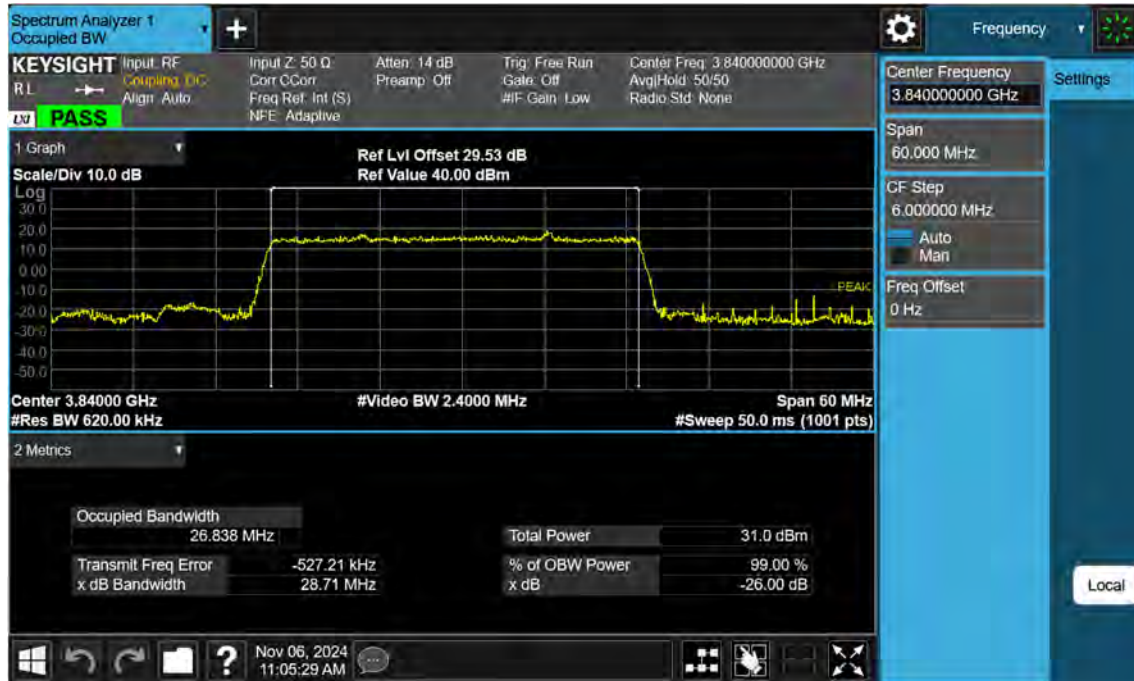 Spectrum Analyzer 1
Occupied BW
+
Frequency
KEYSIGHT
RL
LXI PASS
Input: RF
Coupling: DC
Align: Auto
Input Z: 50 Ω
Corr CCorr
Freq Ref: Int (S)
NFE: Adaptive
Atten: 14 dB
Preamp: Off
Trig: Free Run
Gate: Off
#IF Gain: Low
Center Freq: 3.840000000 GHz
Avg|Hold: 50/50
Radio Std: None
Center Frequency
3.840000000 GHz
Settings
Span
60.000 MHz
CF Step
6.000000 MHz
Auto
Man
Freq Offset
0 Hz
Local
1 Graph
Scale/Div 10.0 dB
Ref Lvl Offset 29.53 dB
Ref Value 40.00 dBm
Log
30.0
20.0
10.0
0.00
-10.0
-20.0
-30.0
-40.0
-50.0
PEAK
Center 3.84000 GHz
#Video BW 2.4000 MHz
Span 60 MHz
#Res BW 620.00 kHz
#Sweep 50.0 ms (1001 pts)
2 Metrics
Occupied Bandwidth
26.838 MHz
Total Power 31.0 dBm
Transmit Freq Error -527.21 kHz
% of OBW Power 99.00 %
x dB Bandwidth 28.71 MHz
x dB -26.00 dB
?
Nov 06, 2024
11:05:29 AM